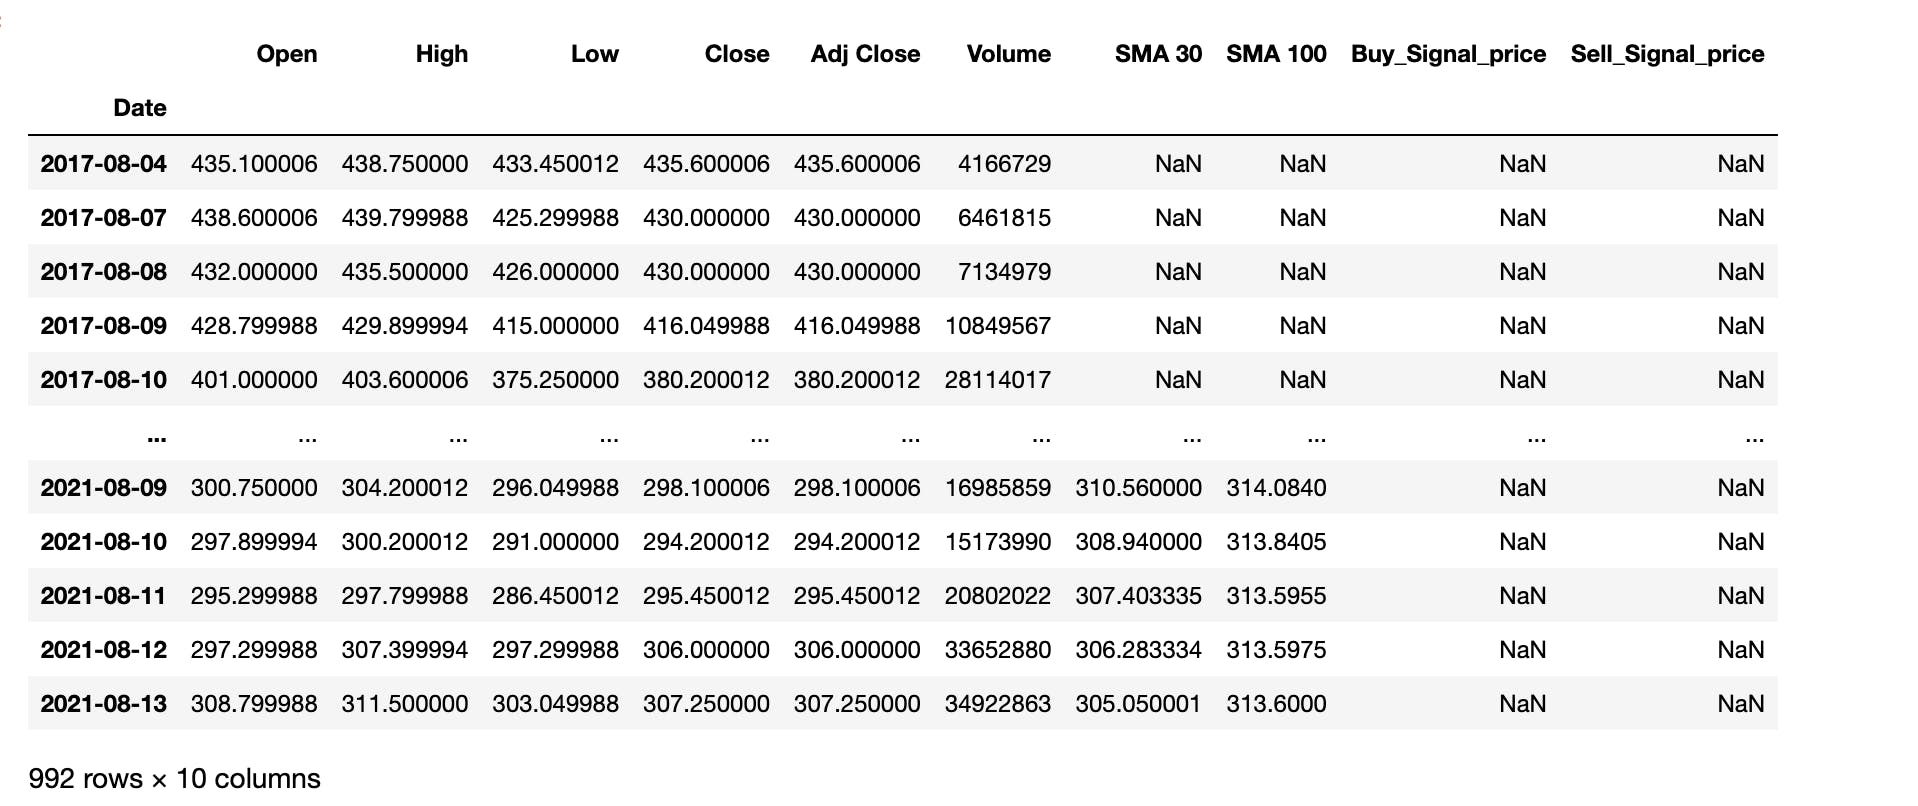 Open High Low Close Adj Close Volume SMA 30 SMA 100 Buy_Signal_price Sell_Signal_price
Date
2017-08-04 435.100006 438.750000 433.450012 435.600006 435.600006 4166729 NaN NaN NaN NaN
2017-08-07 438.600006 439.799988 425.299988 430.000000 430.000000 6461815 NaN NaN NaN NaN
2017-08-08 432.000000 435.500000 426.000000 430.000000 430.000000 7134979 NaN NaN NaN NaN
2017-08-09 428.799988 429.899994 415.000000 416.049988 416.049988 10849567 NaN NaN NaN NaN
2017-08-10 401.000000 403.600006 375.250000 380.200012 380.200012 28114017 NaN NaN NaN NaN
... ... ... ... ... ... ... ... ... ... ...
2021-08-09 300.750000 304.200012 296.049988 298.100006 298.100006 16985859 310.560000 314.0840 NaN NaN
2021-08-10 297.899994 300.200012 291.000000 294.200012 294.200012 15173990 308.940000 313.8405 NaN NaN
2021-08-11 295.299988 297.799988 286.450012 295.450012 295.450012 20802022 307.403335 313.5955 NaN NaN
2021-08-12 297.299988 307.399994 297.299988 306.000000 306.000000 33652880 306.283334 313.5975 NaN NaN
2021-08-13 308.799988 311.500000 303.049988 307.250000 307.250000 34922863 305.050001 313.6000 NaN NaN
992 rows × 10 columns